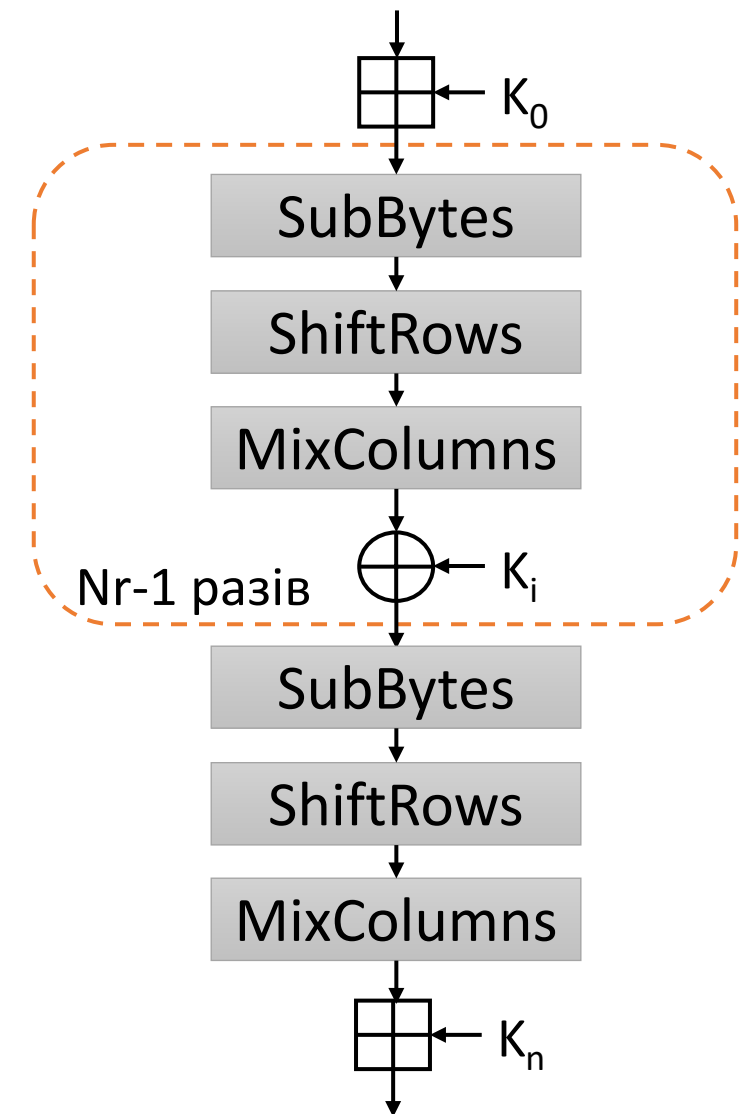 K₀
SubBytes
ShiftRows
MixColumns
Kᵢ
Nr-1 разів
SubBytes
ShiftRows
MixColumns
Kₙ